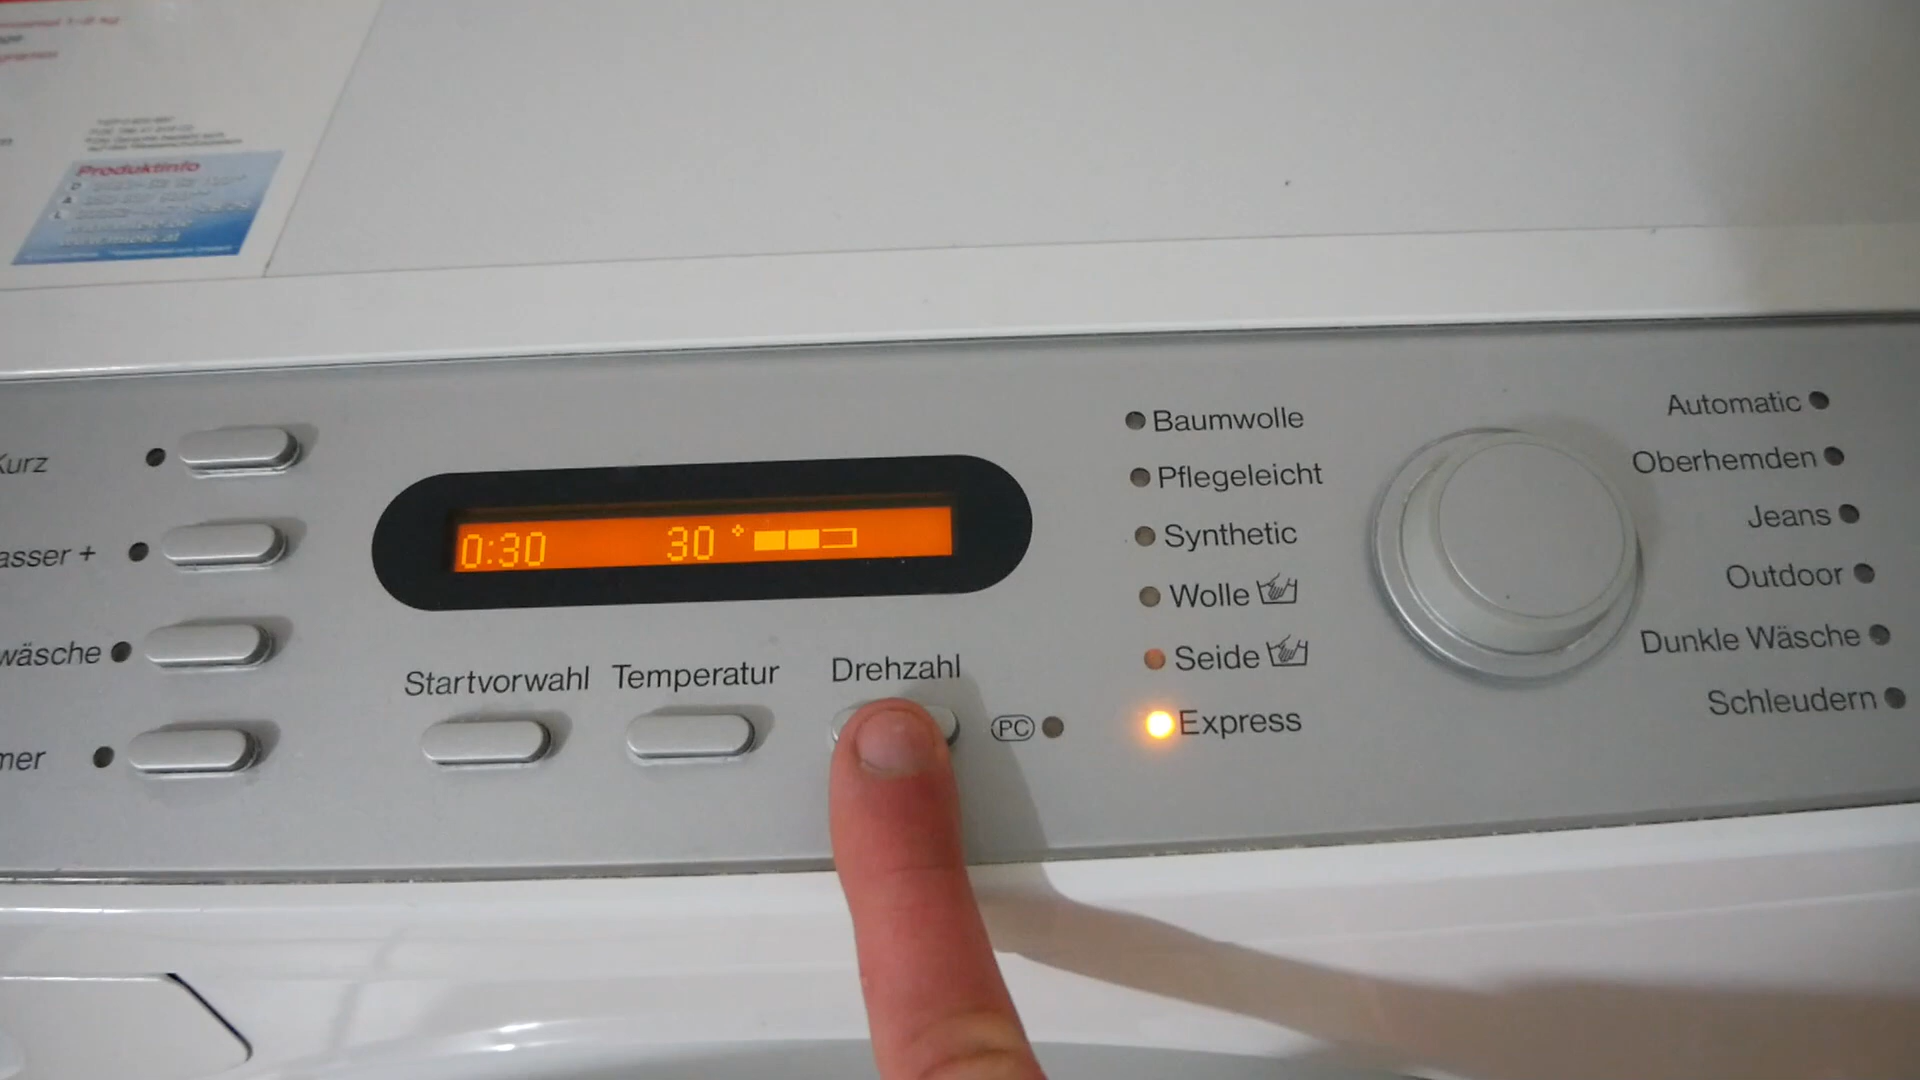 Produktinfo
Kurz
asser +
wäsche
mer
0:30 30°
Startvorwahl
Temperatur
Drehzahl
PC
Baumwolle
Pflegeleicht
Synthetic
Wolle
Seide
Express
Automatic
Oberhemden
Jeans
Outdoor
Dunkle Wäsche
Schleudern